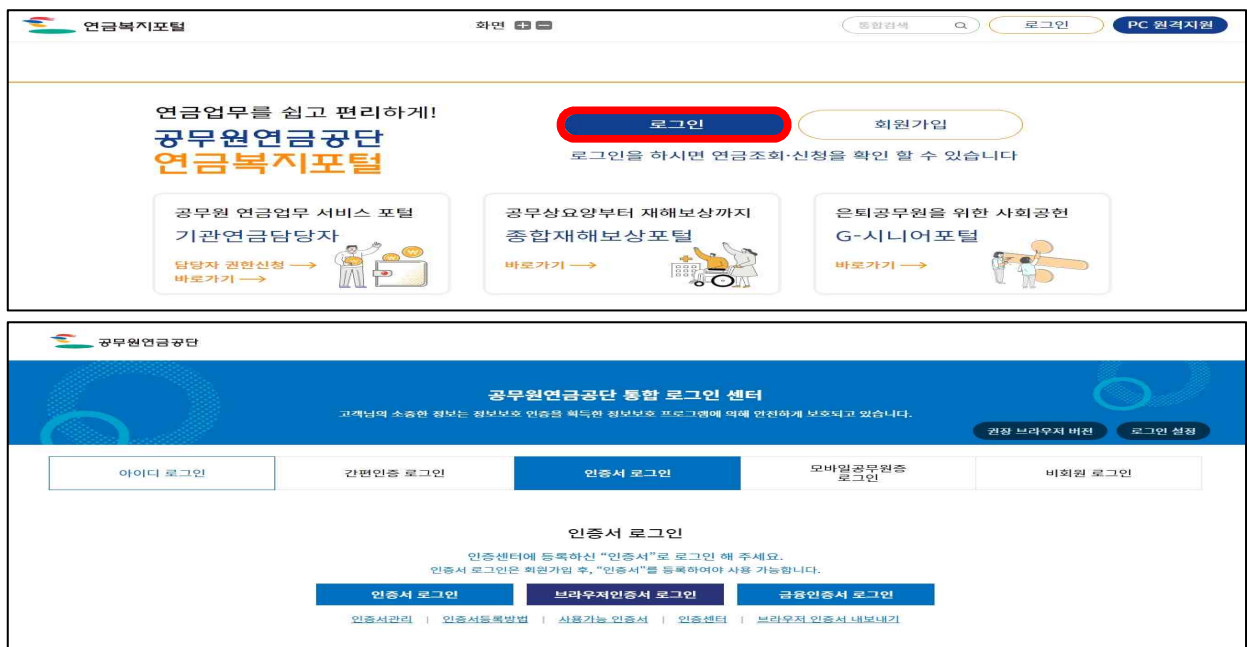 연금복지포털 화면 + - 통합검색 로그인 PC 원격지원
연금업무를 쉽고 편리하게!
공무원연금공단
연금복지포털
로그인 회원가입
로그인을 하시면 연금조회·신청을 확인 할 수 있습니다
공무원 연금업무 서비스 포털
기관연금담당자
담당자 권한신청
바로가기
공무상요양부터 재해보상까지
종합재해보상포털
바로가기
은퇴공무원을 위한 사회공헌
G-시니어포털
바로가기
공무원연금공단
공무원연금공단 통합 로그인 센터
고객님의 소중한 정보는 정보보호 인증을 획득한 정보보호 프로그램에 의해 안전하게 보호되고 있습니다.
권장 브라우저 버전 로그인 설정
아이디 로그인 간편인증 로그인 인증서 로그인 모바일공무원증 비회원 로그인
로그인
인증서 로그인
인증센터에 등록하신 “인증서”로 로그인 해 주세요.
인증서 로그인은 회원가입 후, “인증서”를 등록하여야 사용 가능합니다.
인증서 로그인 브라우저인증서 로그인 금융인증서 로그인
인증서관리 | 인증서등록방법 | 사용가능 인증서 | 인증센터 | 브라우저 인증서 내보내기